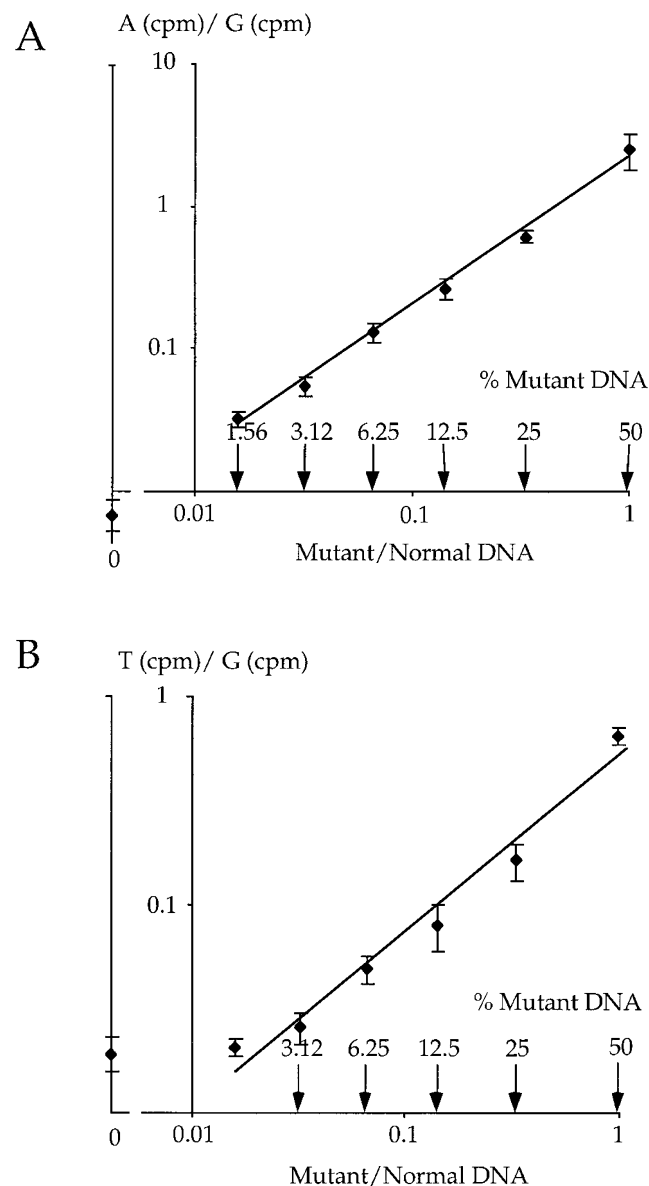 A
A (cpm)/ G (cpm)
10
1
0.1
% Mutant DNA
1.56 3.12 6.25 12.5 25 50
0 0.01 0.1 1
Mutant/Normal DNA
B
T (cpm)/ G (cpm)
1
0.1
% Mutant DNA
3.12 6.25 12.5 25 50
0 0.01 0.1 1
Mutant/Normal DNA